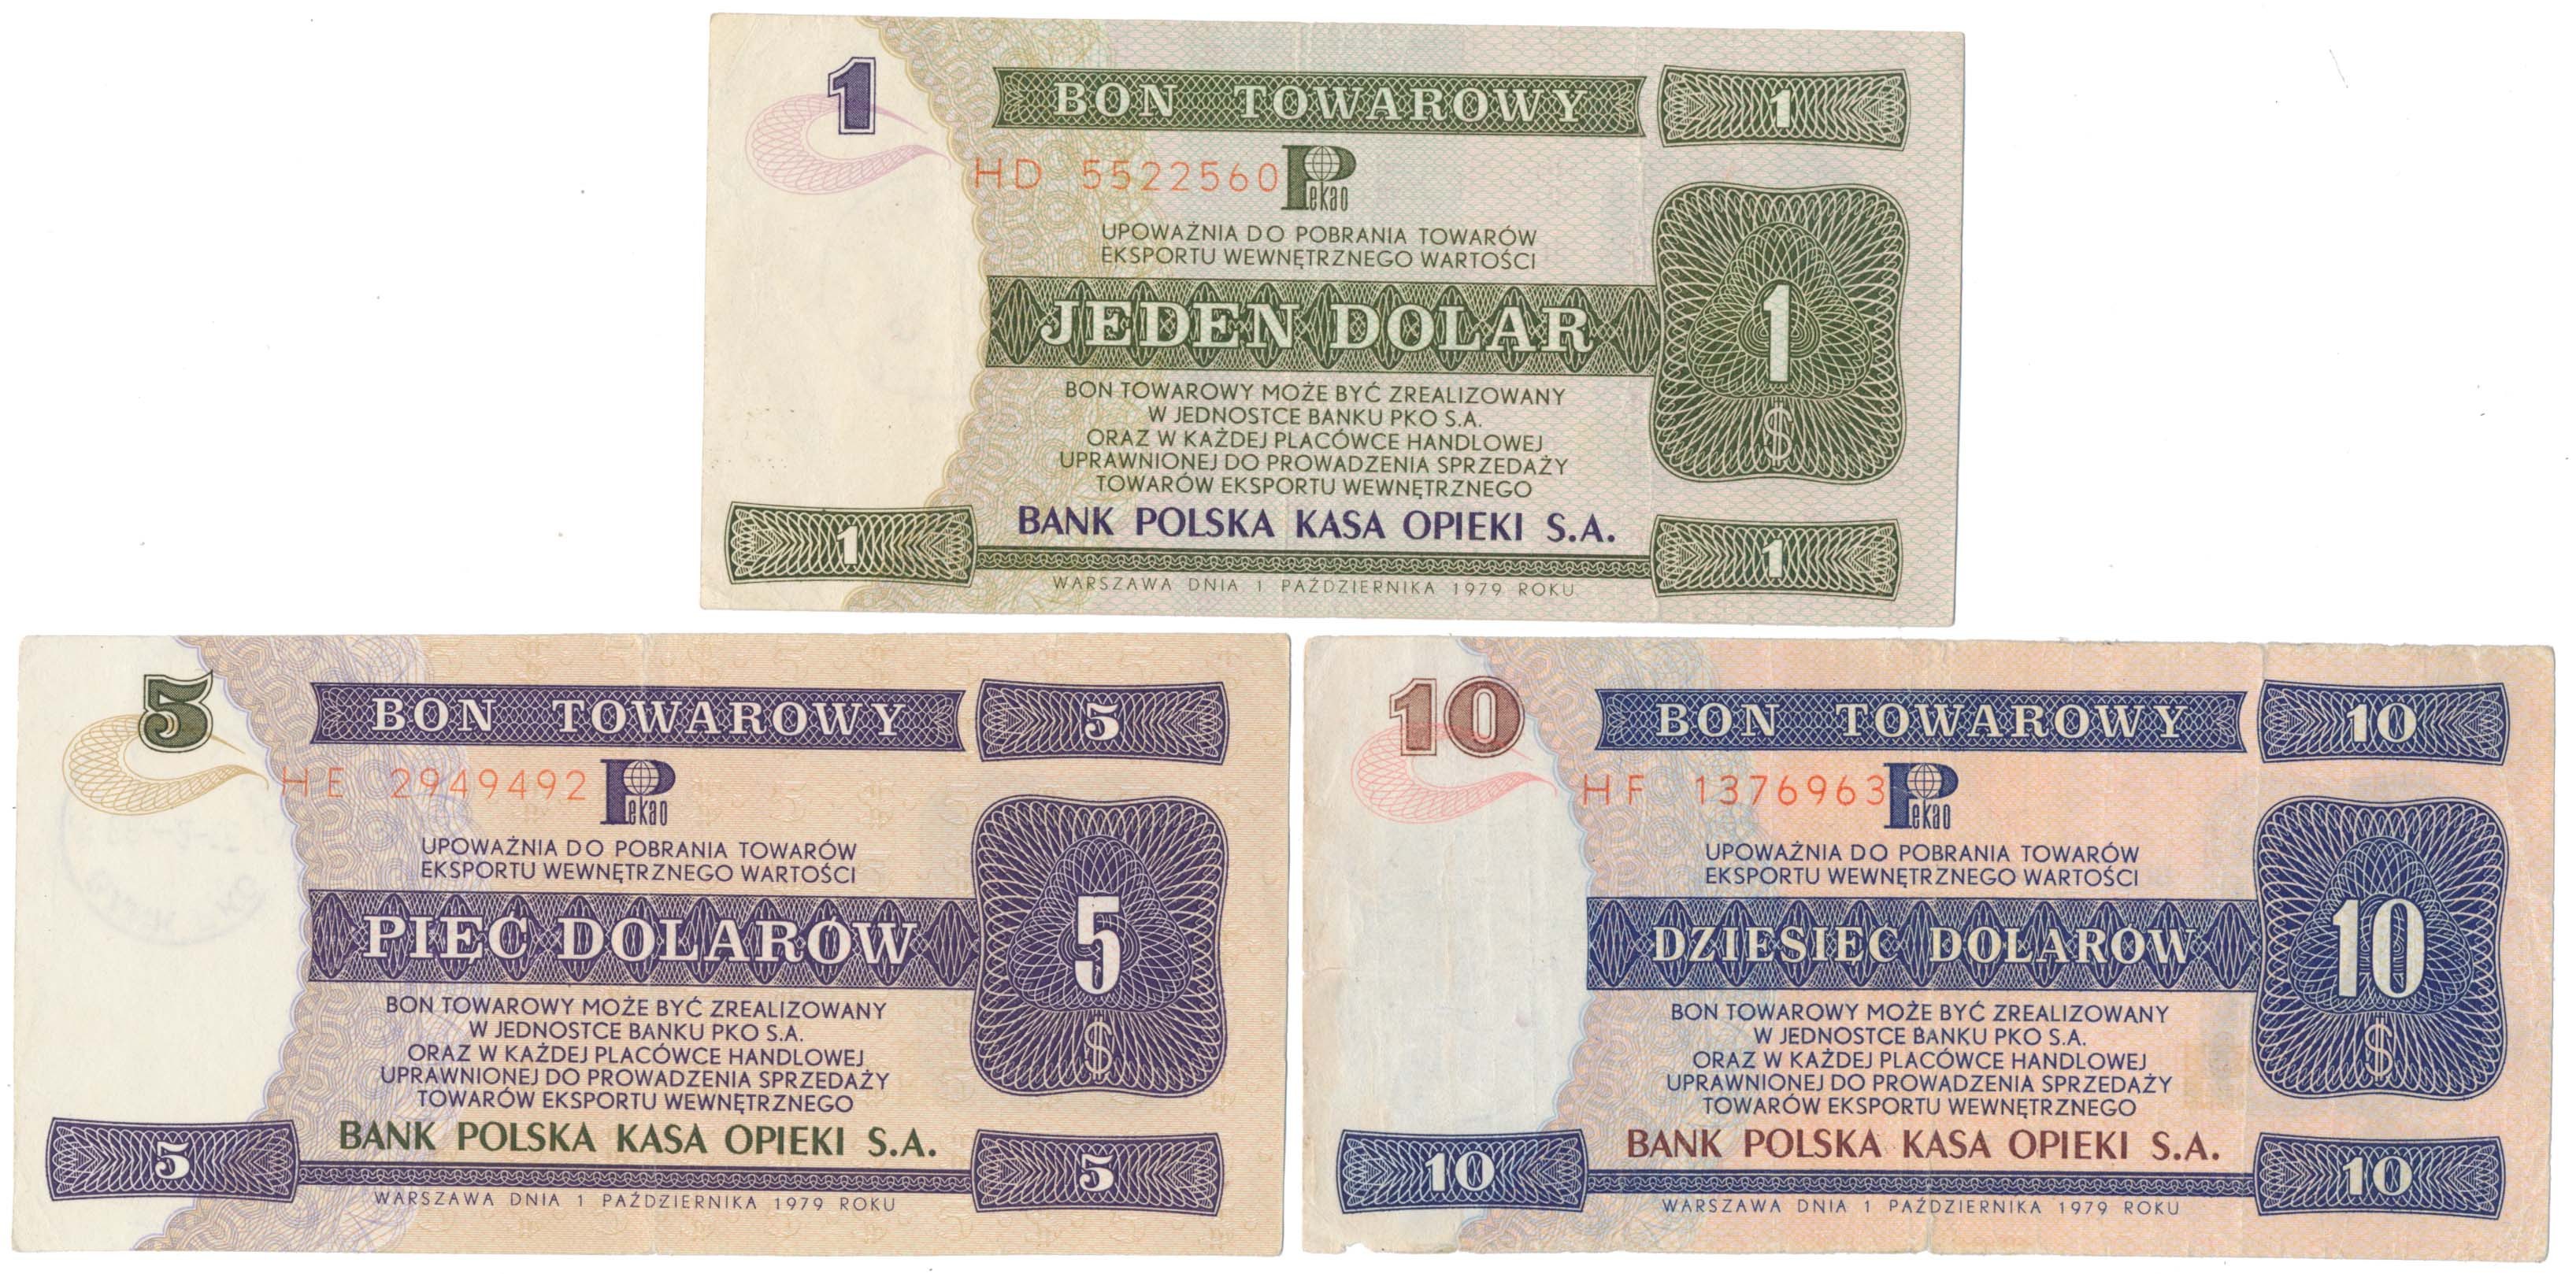 1
BON TOWAROWY
1
HD 5522560
Pekao
UPOWAŻNIA DO POBRANIA TOWARÓW
EKSPORTU WEWNĘTRZNEGO WARTOŚCI
JEDEN DOLAR
1
$
BON TOWAROWY MOŻE BYĆ ZREALIZOWANY
W JEDNOSTCE BANKU PKO S.A.
ORAZ W KAŻDEJ PLACÓWCE HANDLOWEJ
UPRAWNIONEJ DO PROWADZENIA SPRZEDAŻY
TOWARÓW EKSPORTU WEWNĘTRZNEGO
BANK POLSKA KASA OPIEKI S.A.
1
1
WARSZAWA DNIA 1 PAŹDZIERNIKA 1979 ROKU
5
BON TOWAROWY
5
HE 2949492
Pekao
UPOWAŻNIA DO POBRANIA TOWARÓW
EKSPORTU WEWNĘTRZNEGO WARTOŚCI
PIĘĆ DOLARÓW
5
$
BON TOWAROWY MOŻE BYĆ ZREALIZOWANY
W JEDNOSTCE BANKU PKO S.A.
ORAZ W KAŻDEJ PLACÓWCE HANDLOWEJ
UPRAWNIONEJ DO PROWADZENIA SPRZEDAŻY
TOWARÓW EKSPORTU WEWNĘTRZNEGO
BANK POLSKA KASA OPIEKI S.A.
5
5
WARSZAWA DNIA 1 PAŹDZIERNIKA 1979 ROKU
10
BON TOWAROWY
10
HF 1376963
Pekao
UPOWAŻNIA DO POBRANIA TOWARÓW
EKSPORTU WEWNĘTRZNEGO WARTOŚCI
DZIESIĘĆ DOLARÓW
10
$
BON TOWAROWY MOŻE BYĆ ZREALIZOWANY
W JEDNOSTCE BANKU PKO S.A.
ORAZ W KAŻDEJ PLACÓWCE HANDLOWEJ
UPRAWNIONEJ DO PROWADZENIA SPRZEDAŻY
TOWARÓW EKSPORTU WEWNĘTRZNEGO
BANK POLSKA KASA OPIEKI S.A.
10
10
WARSZAWA DNIA 1 PAŹDZIERNIKA 1979 ROKU